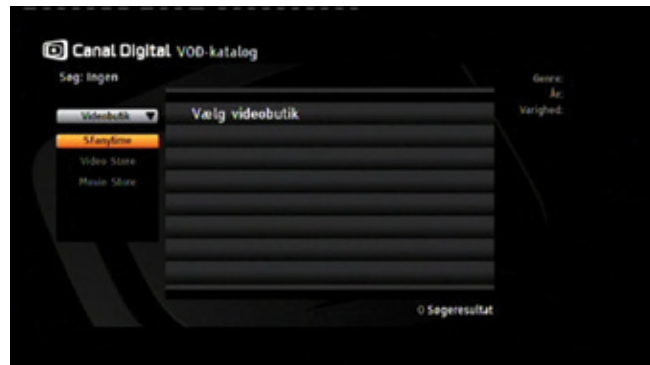 Canal Digital VOD-katalog
Søg: Ingen
Genre:
År:
Varighed:
Videobutik
Vælg videobutik
SFanytime
Video Store
Movie Store
0 Søgeresultat